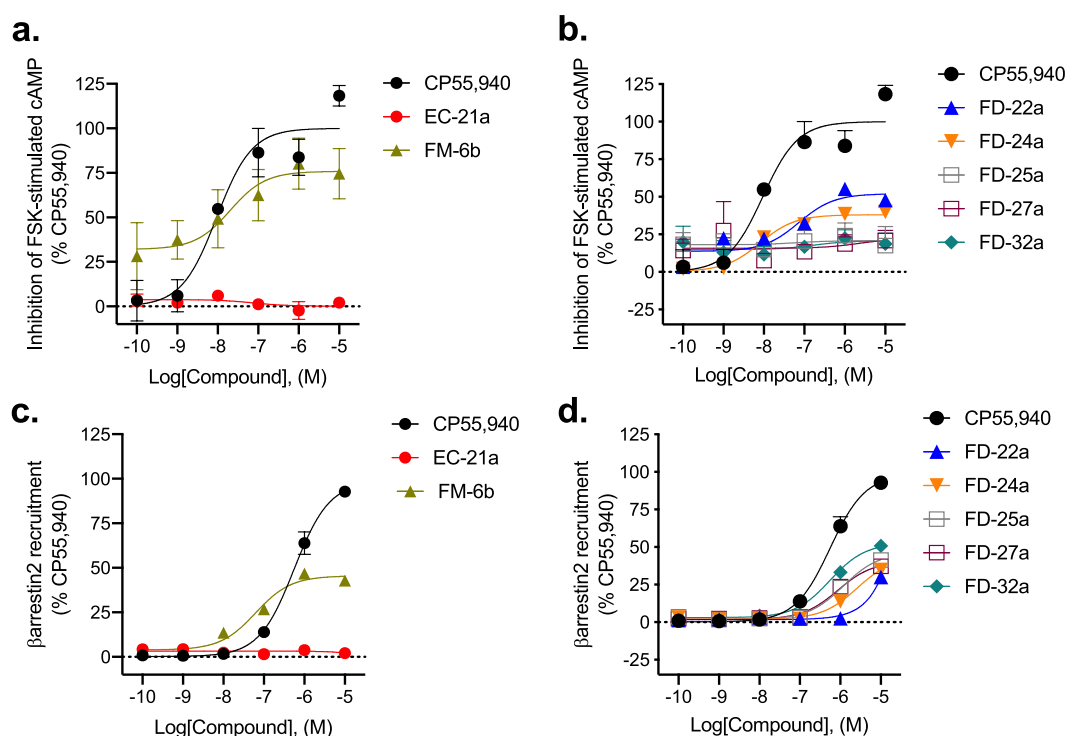 a.
Inhibition of FSK-stimulated cAMP
(% CP55,940)
125
100
75
50
25
0
-10 -9 -8 -7 -6 -5
Log[Compound], (M)
CP55,940
EC-21a
FM-6b
b.
Inhibition of FSK-stimulated cAMP
(% CP55,940)
125
100
75
50
25
0
-25
-10 -9 -8 -7 -6 -5
Log[Compound], (M)
CP55,940
FD-22a
FD-24a
FD-25a
FD-27a
FD-32a
c.
βarrestin2 recruitment
(% CP55,940)
125
100
75
50
25
0
-10 -9 -8 -7 -6 -5
Log[Compound], (M)
CP55,940
EC-21a
FM-6b
d.
βarrestin2 recruitment
(% CP55,940)
125
100
75
50
25
0
-25
-10 -9 -8 -7 -6 -5
Log[Compound], (M)
CP55,940
FD-22a
FD-24a
FD-25a
FD-27a
FD-32a